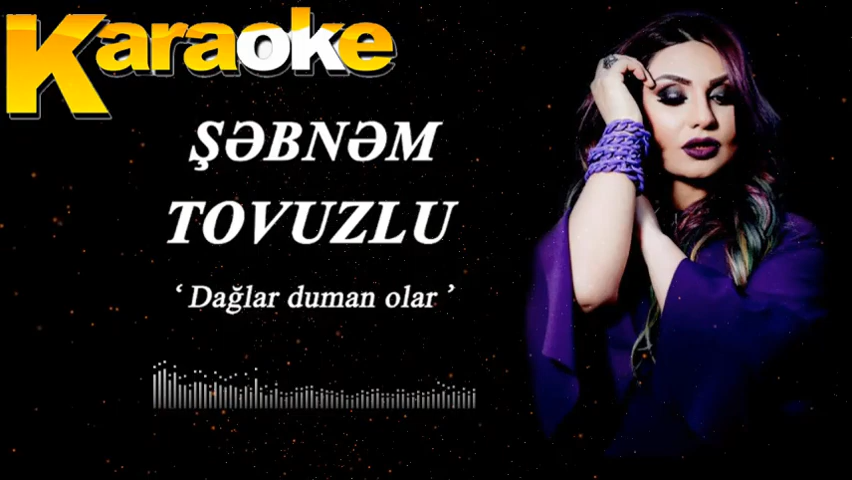 Karaoke
ŞƏBNƏM
TOVUZLU
‘ Dağlar duman olar ’